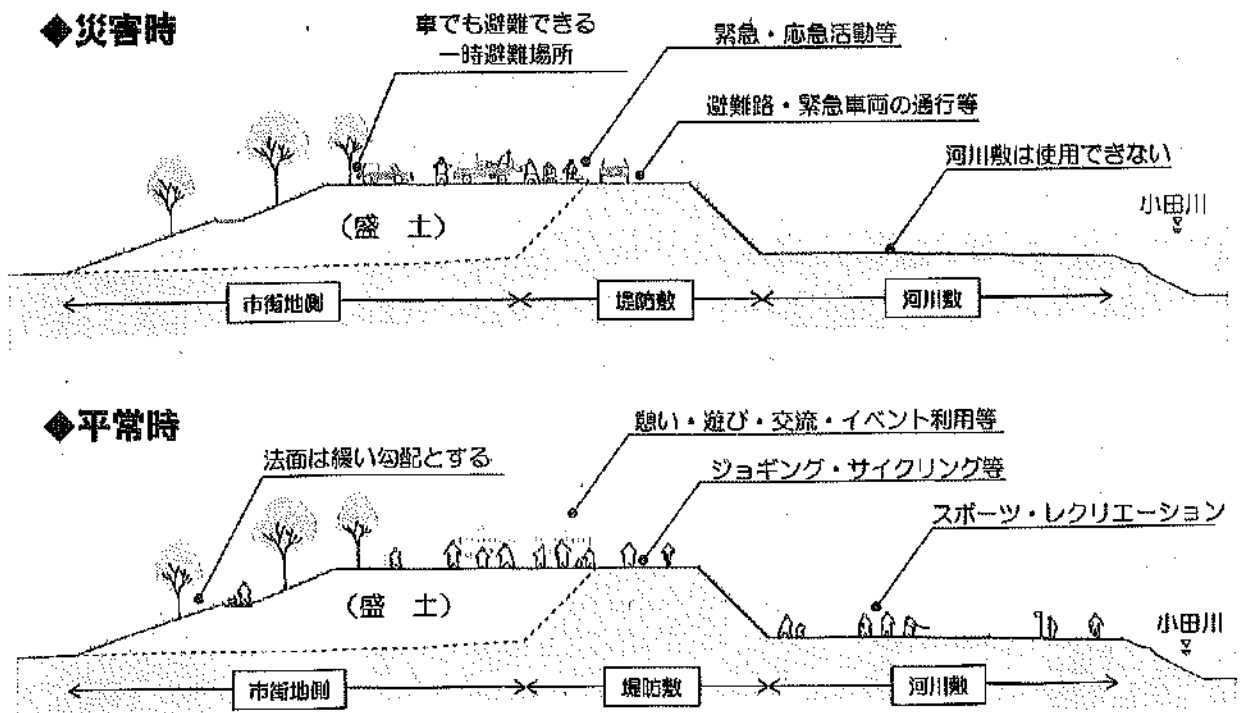 ◆災害時
車でも避難できる
一時避難場所
緊急・応急活動等
避難路・緊急車両の通行等
河川敷は使用できない
小田川
（盛　土）
市街地側
堤防敷
河川敷
◆平常時
憩い・遊び・交流・イベント利用等
法面は緩い勾配とする
ジョギング・サイクリング等
スポーツ・レクリエーション
（盛　土）
小田川
市街地側
堤防敷
河川敷